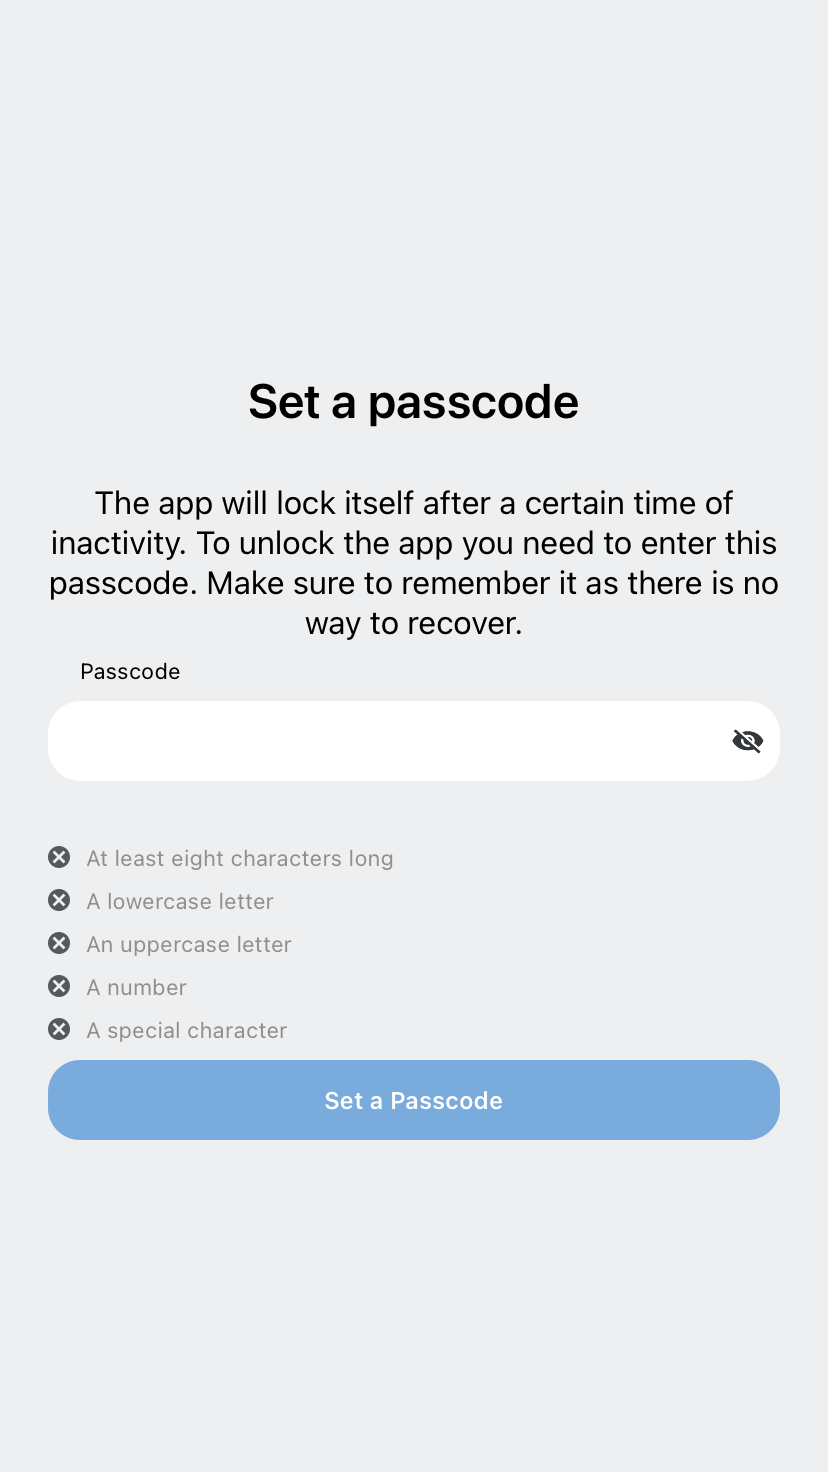 Set a passcode
The app will lock itself after a certain time of
inactivity. To unlock the app you need to enter this
passcode. Make sure to remember it as there is no
way to recover.
Passcode
At least eight characters long
A lowercase letter
An uppercase letter
A number
A special character
Set a Passcode